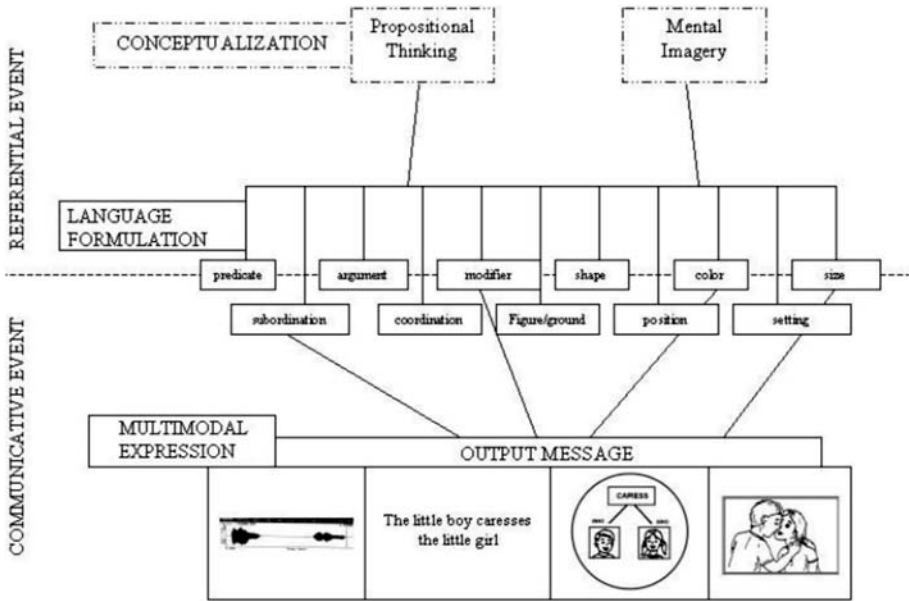 REFERENTIAL EVENT
CONCEPTUALIZATION
Propositional
Thinking
Mental
Imagery
LANGUAGE
FORMULATION
predicate
argument
modifier
shape
color
size
subordination
coordination
Figure/ground
position
setting
COMMUNICATIVE EVENT
MULTIMODAL
EXPRESSION
OUTPUT MESSAGE
The little boy caresses
the little girl
CARESS